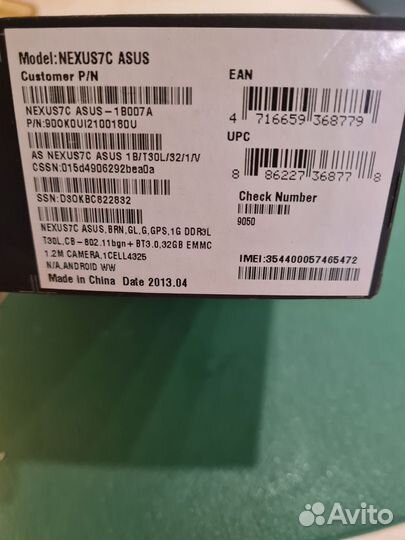 Model:NEXUS7C ASUS
Customer P/N
NEXUS7C ASUS-1B007A
P/N:90OK0UI2100180U
AS NEXUS7C ASUS 1B/T30L/32/1/V
CSSN:015d4906292bea0a
SSN:D3OKBC822832
NEXUS7C ASUS,BRN,GL,G,GPS,1G DDR3L
T30L,CB-802.11bgn+BT3.0,32GB EMMC
1.2M CAMERA,1CELL4325
N/A,ANDROID WW
Made in China Date 2013.04
EAN
4 716659 368779
UPC
8 86227 36877 8
Check Number
9050
IMEI:354400057465472
Avito